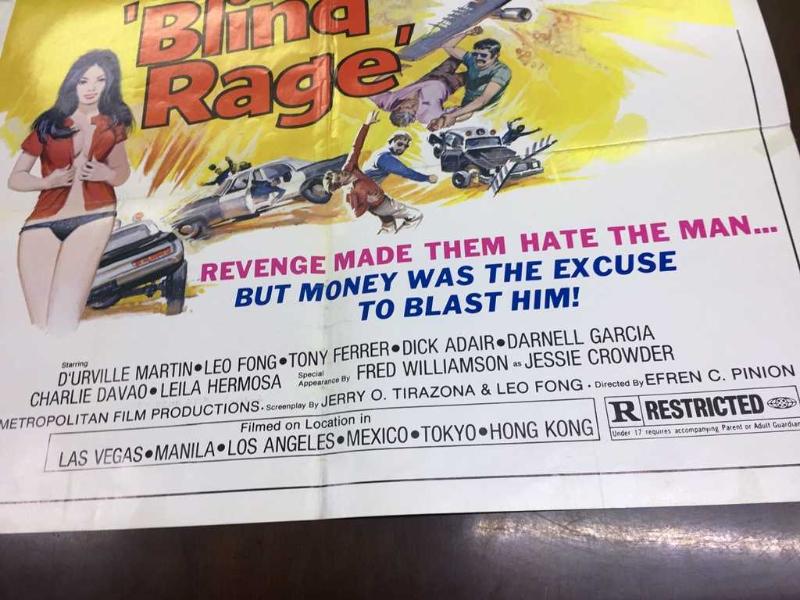 'Blind
Rage'
REVENGE MADE THEM HATE THE MAN...
BUT MONEY WAS THE EXCUSE
TO BLAST HIM!
Starring
D'URVILLE MARTIN•LEO FONG•TONY FERRER•DICK ADAIR•DARNELL GARCIA
CHARLIE DAVAO•LEILA HERMOSA Special Appearance By FRED WILLIAMSON as JESSIE CROWDER
METROPOLITAN FILM PRODUCTIONS • Screenplay by JERRY O. TIRAZONA & LEO FONG • Directed by EFREN C. PINION
Filmed on Location in
LAS VEGAS•MANILA•LOS ANGELES•MEXICO•TOKYO•HONG KONG
R RESTRICTED
Under 17 requires accompanying Parent or Adult Guardian